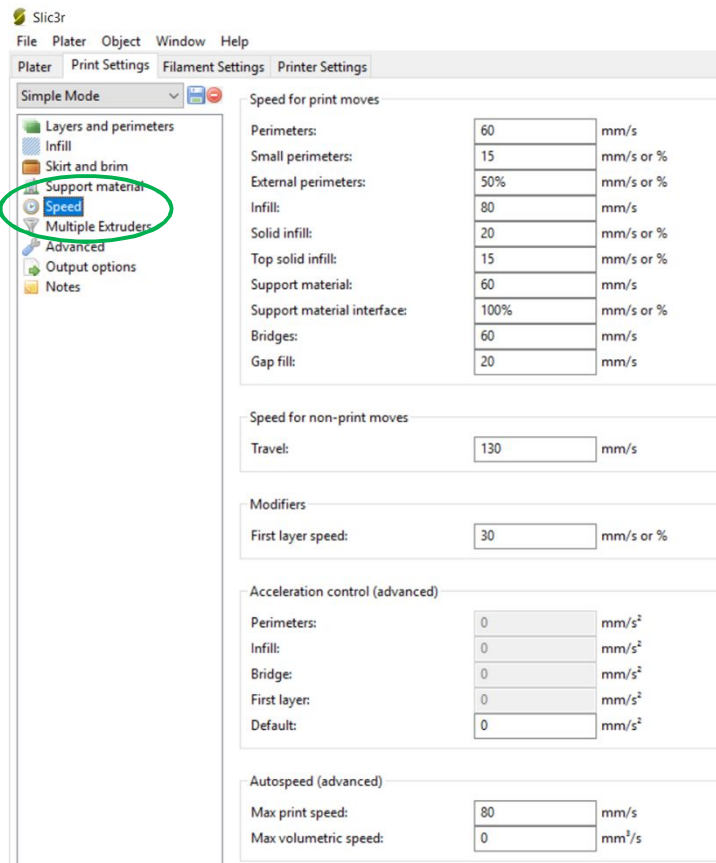 Slic3r
File Plater Object Window Help
Plater Print Settings Filament Settings Printer Settings
Simple Mode
Layers and perimeters
Infill
Skirt and brim
Support material
Speed
Multiple Extruders
Advanced
Output options
Notes
Speed for print moves
Perimeters: 60 mm/s
Small perimeters: 15 mm/s or %
External perimeters: 50% mm/s or %
Infill: 80 mm/s
Solid infill: 20 mm/s or %
Top solid infill: 15 mm/s or %
Support material: 60 mm/s
Support material interface: 100% mm/s or %
Bridges: 60 mm/s
Gap fill: 20 mm/s
Speed for non-print moves
Travel: 130 mm/s
Modifiers
First layer speed: 30 mm/s or %
Acceleration control (advanced)
Perimeters: 0 mm/s²
Infill: 0 mm/s²
Bridge: 0 mm/s²
First layer: 0 mm/s²
Default: 0 mm/s²
Autospeed (advanced)
Max print speed: 80 mm/s
Max volumetric speed: 0 mm³/s